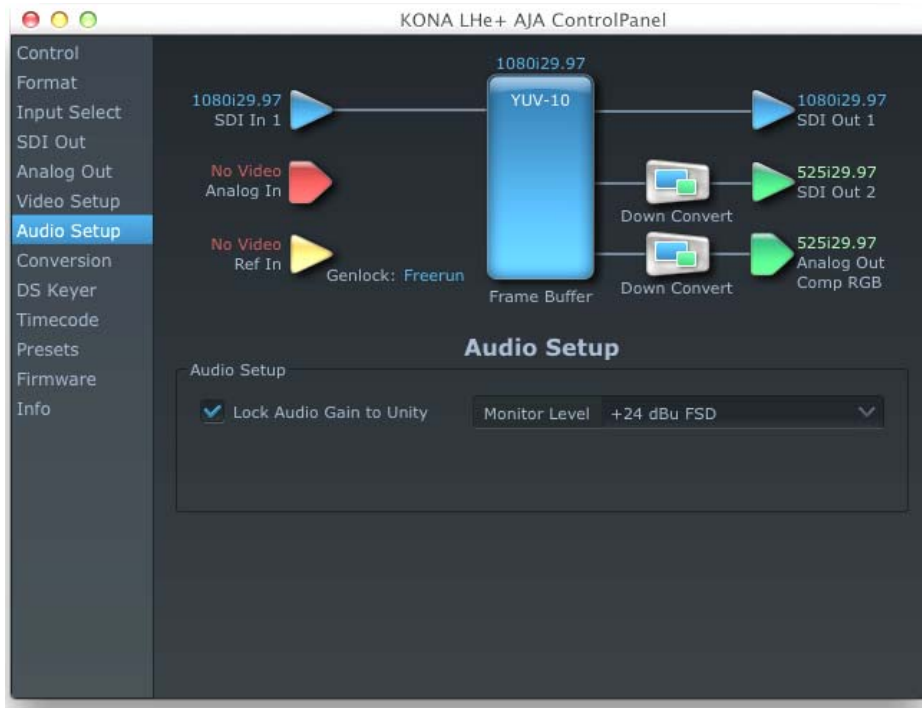 KONA LHe+ AJA ControlPanel
Control
Format
Input Select
SDI Out
Analog Out
Video Setup
Audio Setup
Conversion
DS Keyer
Timecode
Presets
Firmware
Info
1080i29.97
SDI In 1
No Video
Analog In
No Video
Ref In
Genlock: Freerun
1080i29.97
YUV-10
Frame Buffer
1080i29.97
SDI Out 1
Down Convert
525i29.97
SDI Out 2
Down Convert
525i29.97
Analog Out
Comp RGB
Audio Setup
Audio Setup
Lock Audio Gain to Unity
Monitor Level +24 dBu FSD